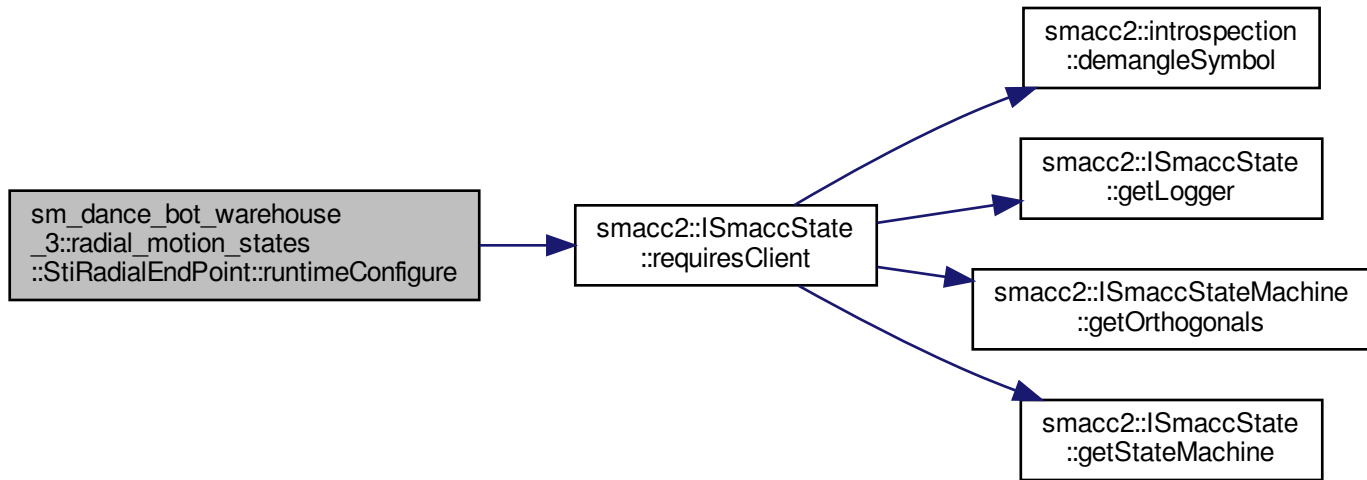 smacc2::introspection
::demangleSymbol
smacc2::ISmaccState
::getLogger
sm_dance_bot_warehouse
_3::radial_motion_states
::StiRadialEndPoint::runtimeConfigure
smacc2::ISmaccState
::requiresClient
smacc2::ISmaccStateMachine
::getOrthogonals
smacc2::ISmaccState
::getStateMachine